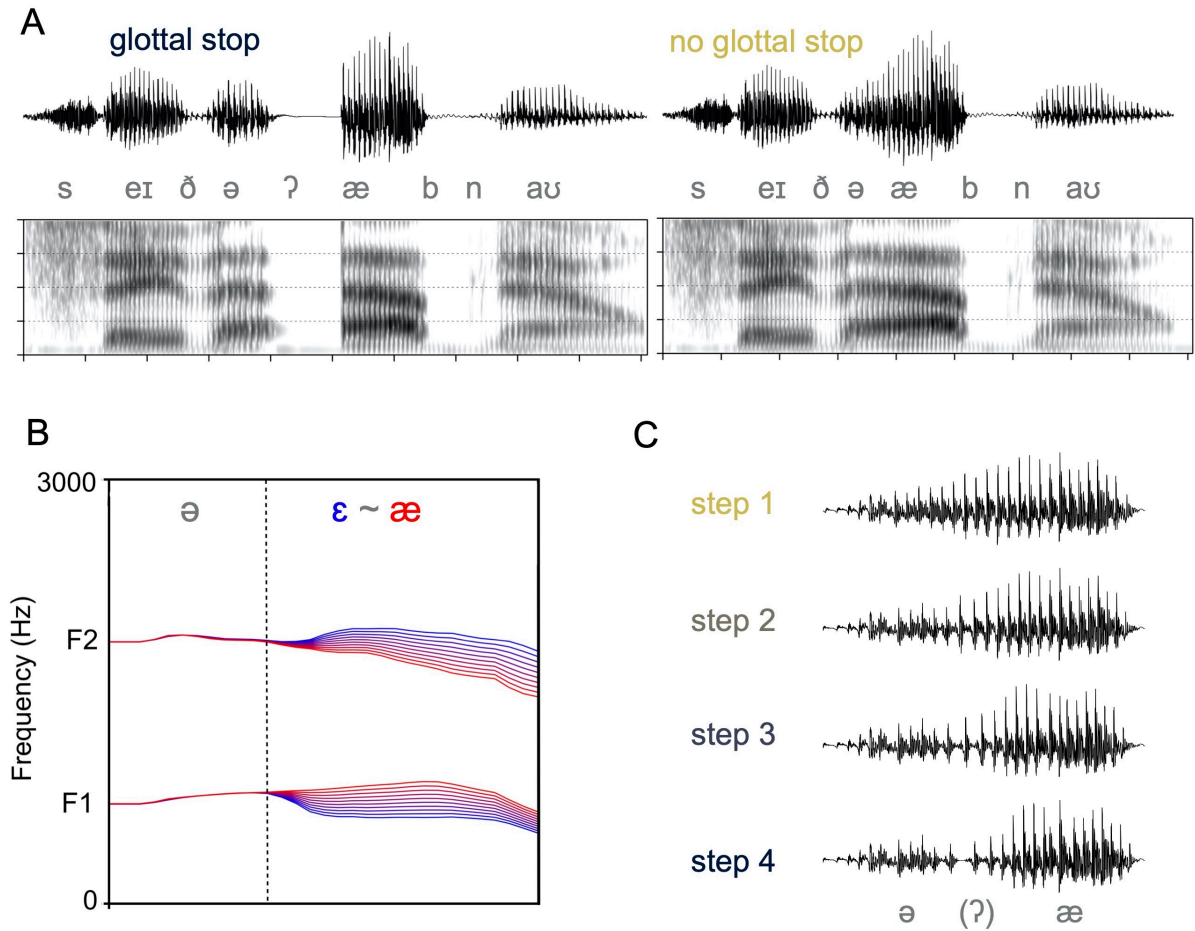 A
glottal stop
no glottal stop
s eɪ ð ə ʔ æ b n aʊ
s eɪ ð ə æ b n aʊ
B
3000
ə
ɛ ~ æ
Frequency (Hz)
F2
F1
0
C
step 1
step 2
step 3
step 4
ə (ʔ) æ